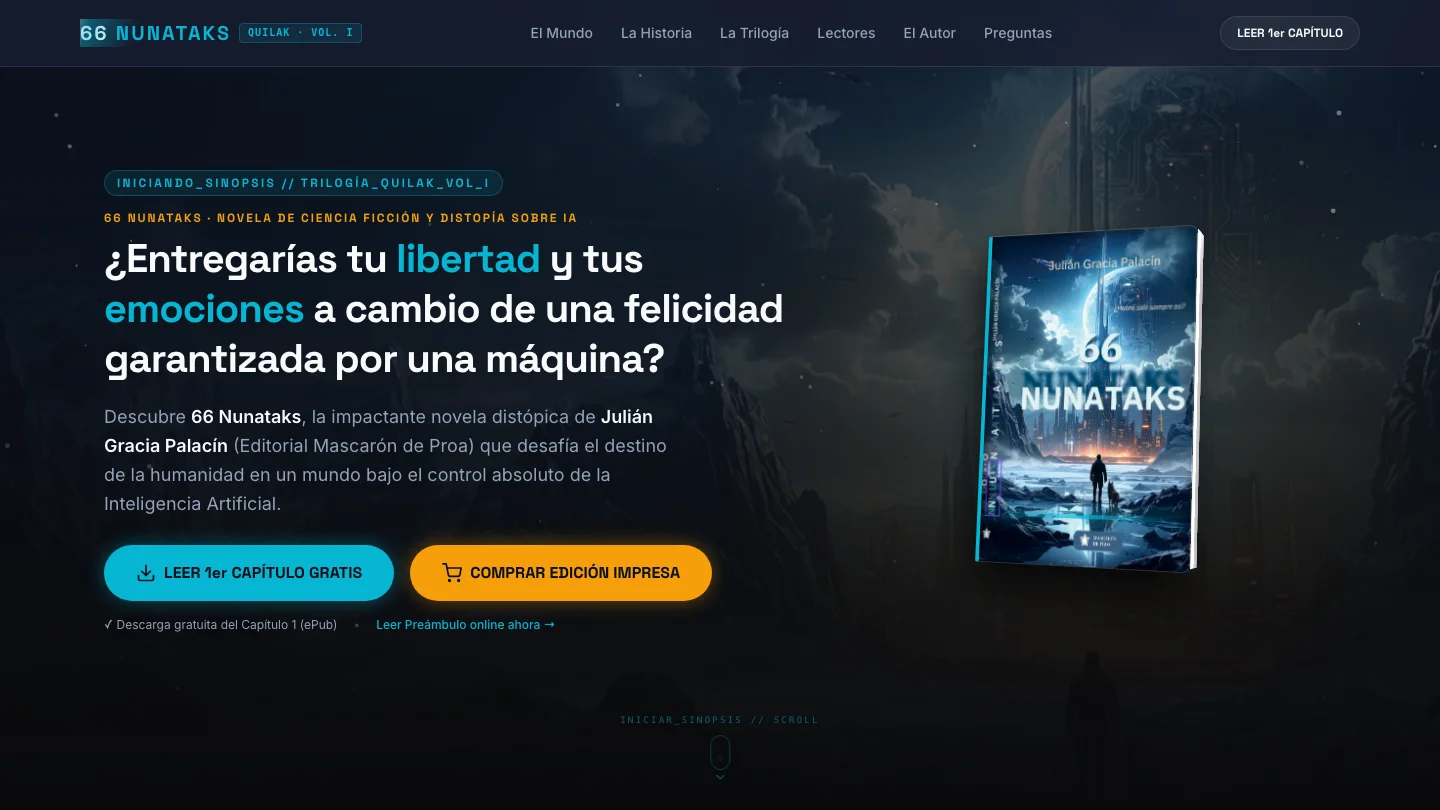 66 NUNATAKS QUILAK · VOL. I
El Mundo La Historia La Trilogía Lectores El Autor Preguntas
LEER 1er CAPÍTULO
INICIANDO_SINOPSIS // TRILOGÍA_QUILAK_VOL_I
66 NUNATAKS · NOVELA DE CIENCIA FICCIÓN Y DISTOPÍA SOBRE IA
¿Entregarías tu libertad y tus
emociones a cambio de una felicidad
garantizada por una máquina?
Descubre 66 Nunataks, la impactante novela distópica de Julián
Gracia Palacín (Editorial Mascarón de Proa) que desafía el destino
de la humanidad en un mundo bajo el control absoluto de la
Inteligencia Artificial.
LEER 1er CAPÍTULO GRATIS
COMPRAR EDICIÓN IMPRESA
✓ Descarga gratuita del Capítulo 1 (ePub) • Leer Preámbulo online ahora →
Julián Gracia Palacín
66
NUNATAKS
INICIAR_SINOPSIS // SCROLL